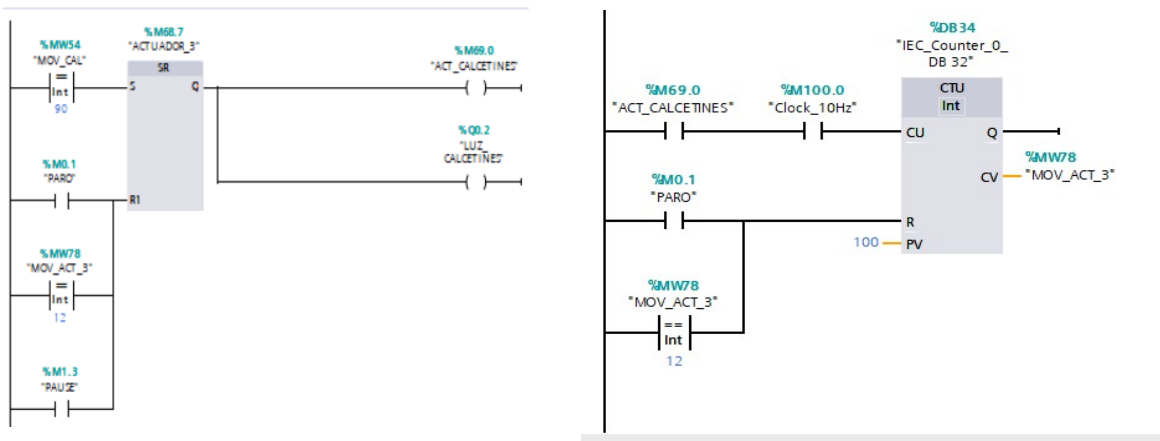 %M68.7
"ACTUADOR_3"
%MW54
"MOV_CAL"
SR
%M69.0
"ACT_CALCETINES"
=
Int
S
Q
90
%Q0.2
"LUZ_
CALCETINES"
%M0.1
"PARO"
R1
%MW78
"MOV_ACT_3"
=
Int
12
%M1.3
"PAUSE"
%DB34
"IEC_Counter_0_
DB 32"
%M69.0
"ACT_CALCETINES"
%M100.0
"Clock_10Hz"
CTU
Int
CU
Q
%MW78
CV
"MOV_ACT_3"
%M0.1
"PARO"
R
100
PV
%MW78
"MOV_ACT_3"
==
Int
12